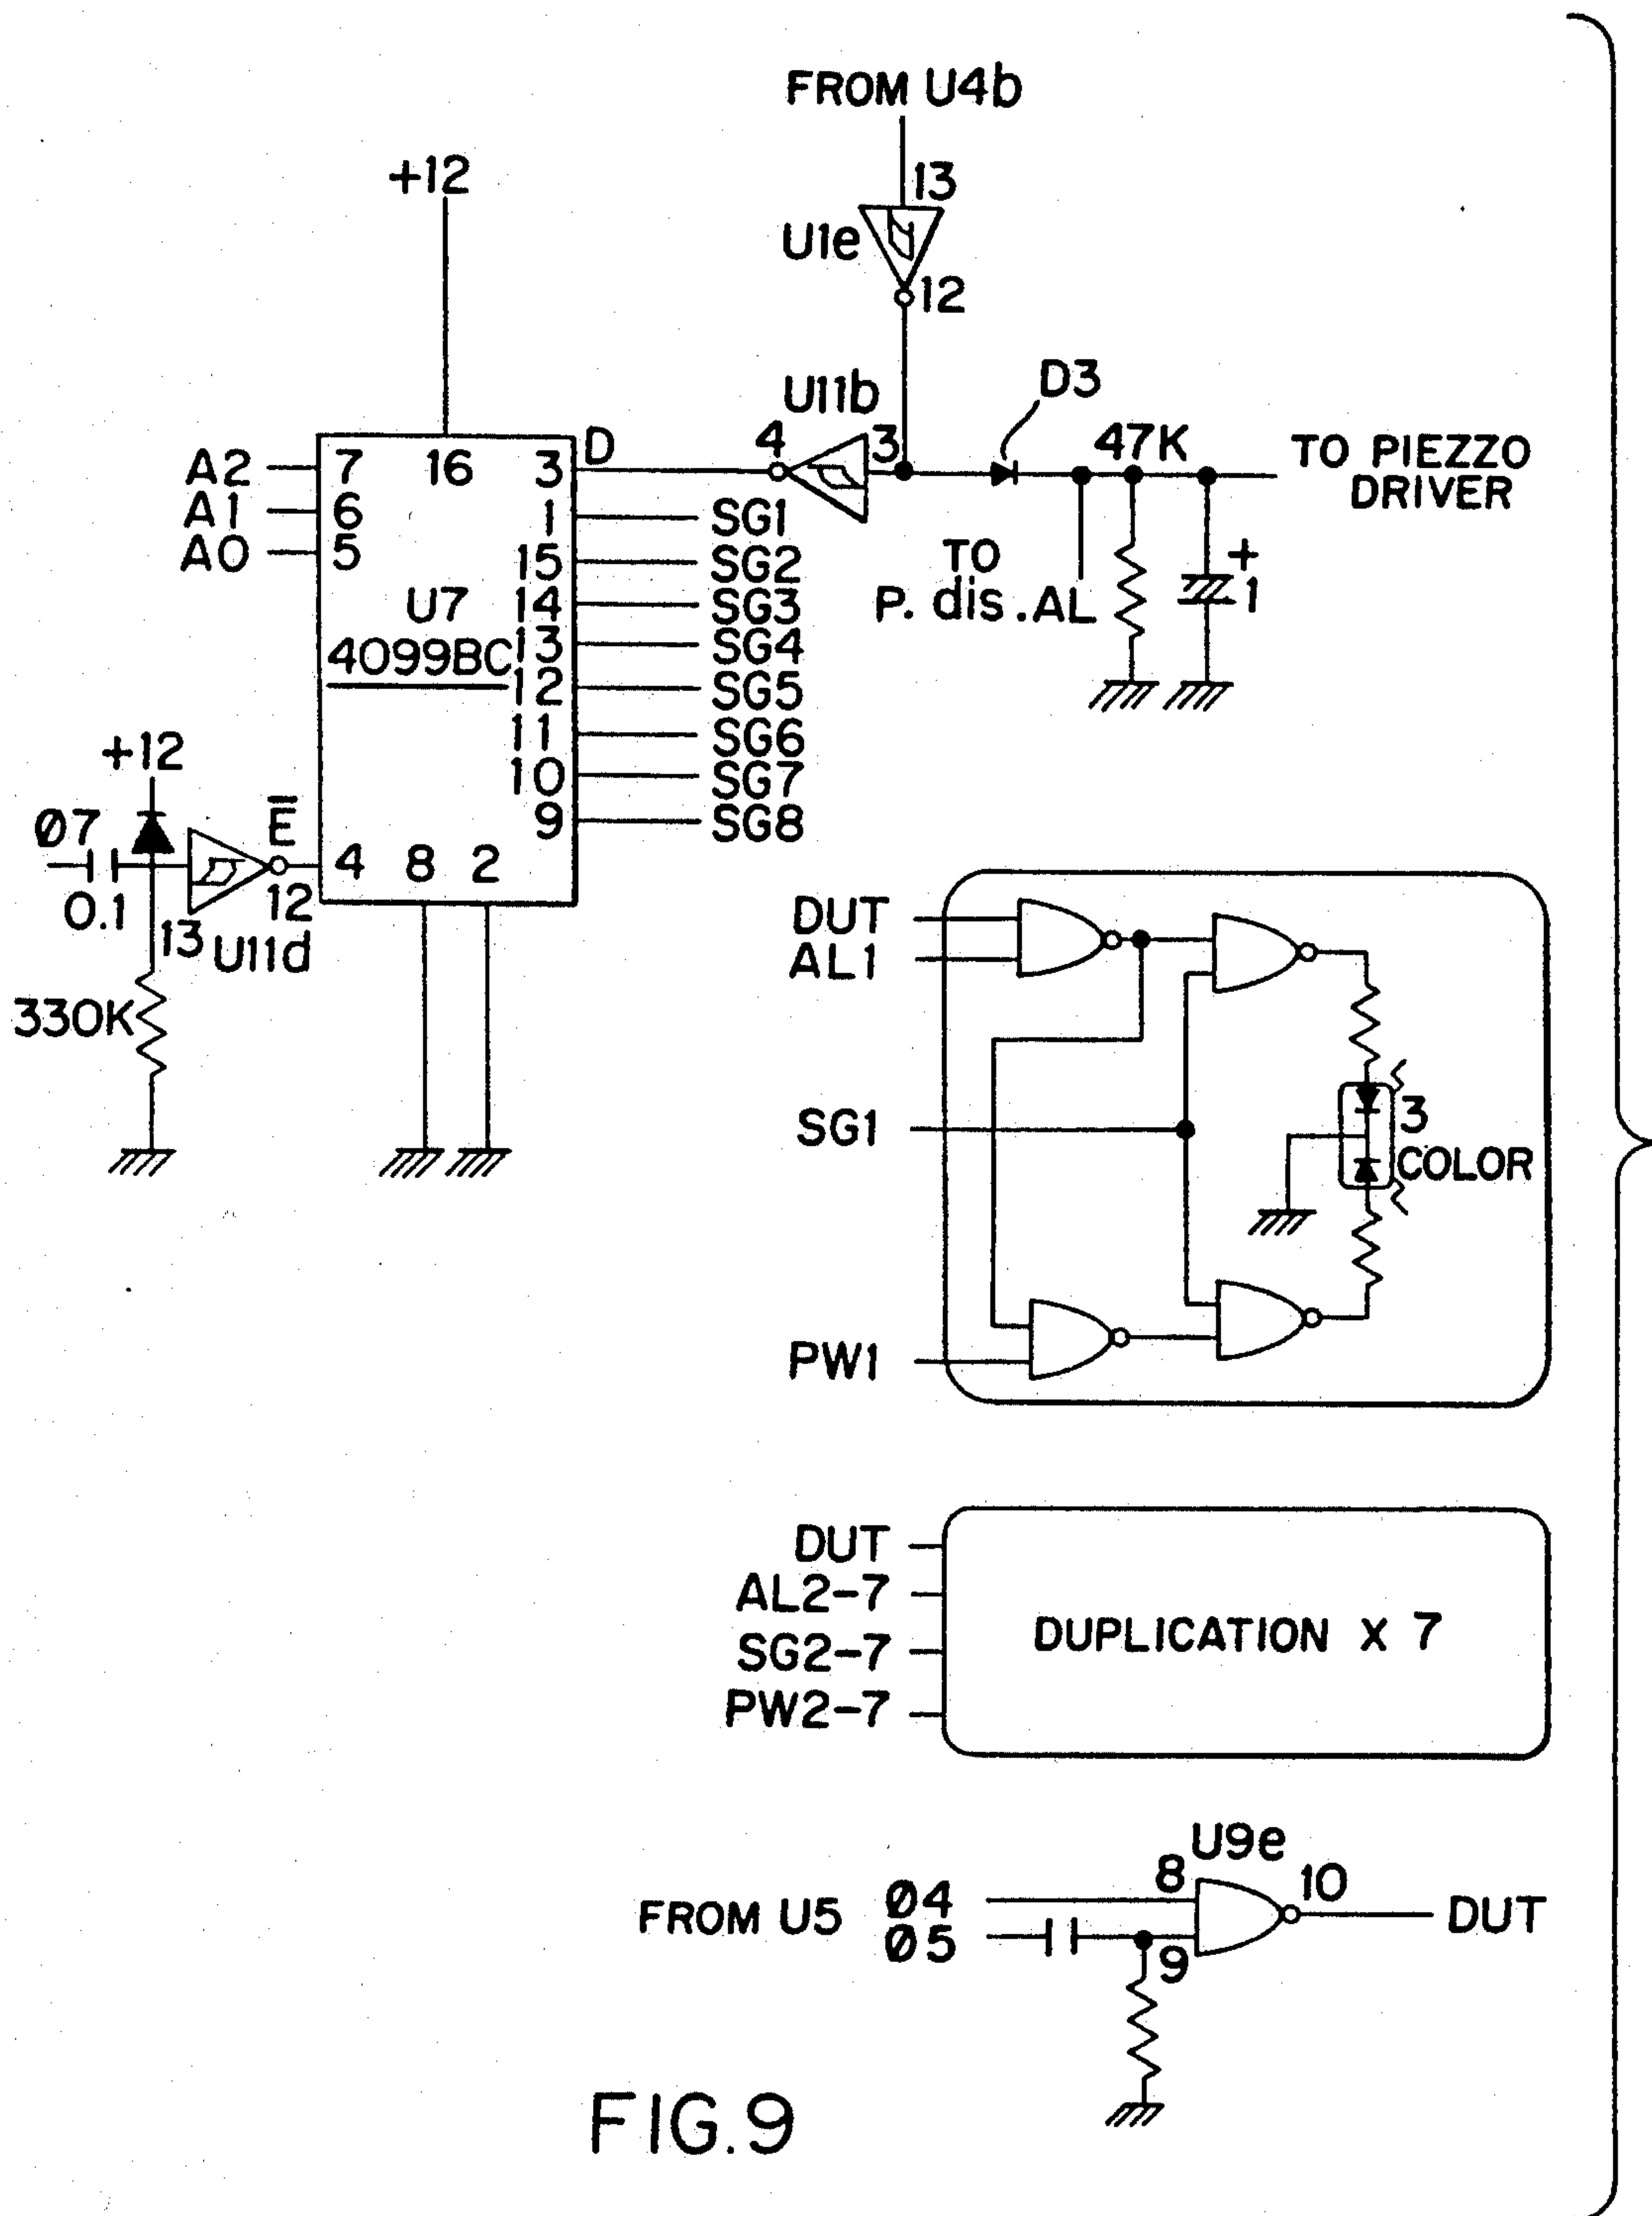 FROM U4b
+12
13
U1e
12
D3
U11b
4
3
47K
TO PIEZZO
DRIVER
D
A2
7
16
3
A1
6
1
SG1
A0
5
15
SG2
TO
P. dis .AL
+
1
U7
14
SG3
4099BC
13
SG4
12
SG5
11
SG6
10
SG7
9
SG8
+12
Ø7
E̅
4
8
2
0.1
12
13
U11d
330K
DUT
AL1
SG1
3
COLOR
PW1
DUT
AL2-7
SG2-7
PW2-7
DUPLICATION X 7
U9e
8
10
FROM U5
Ø4
Ø5
9
DUT
FIG.9